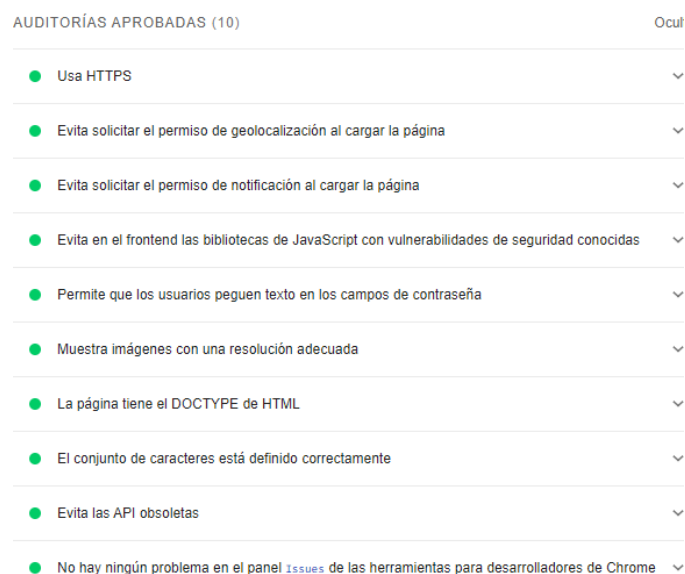 AUDITORÍAS APROBADAS (10)
Ocul
Usa HTTPS
Evita solicitar el permiso de geolocalización al cargar la página
Evita solicitar el permiso de notificación al cargar la página
Evita en el frontend las bibliotecas de JavaScript con vulnerabilidades de seguridad conocidas
Permite que los usuarios peguen texto en los campos de contraseña
Muestra imágenes con una resolución adecuada
La página tiene el DOCTYPE de HTML
El conjunto de caracteres está definido correctamente
Evita las API obsoletas
No hay ningún problema en el panel Issues de las herramientas para desarrolladores de Chrome